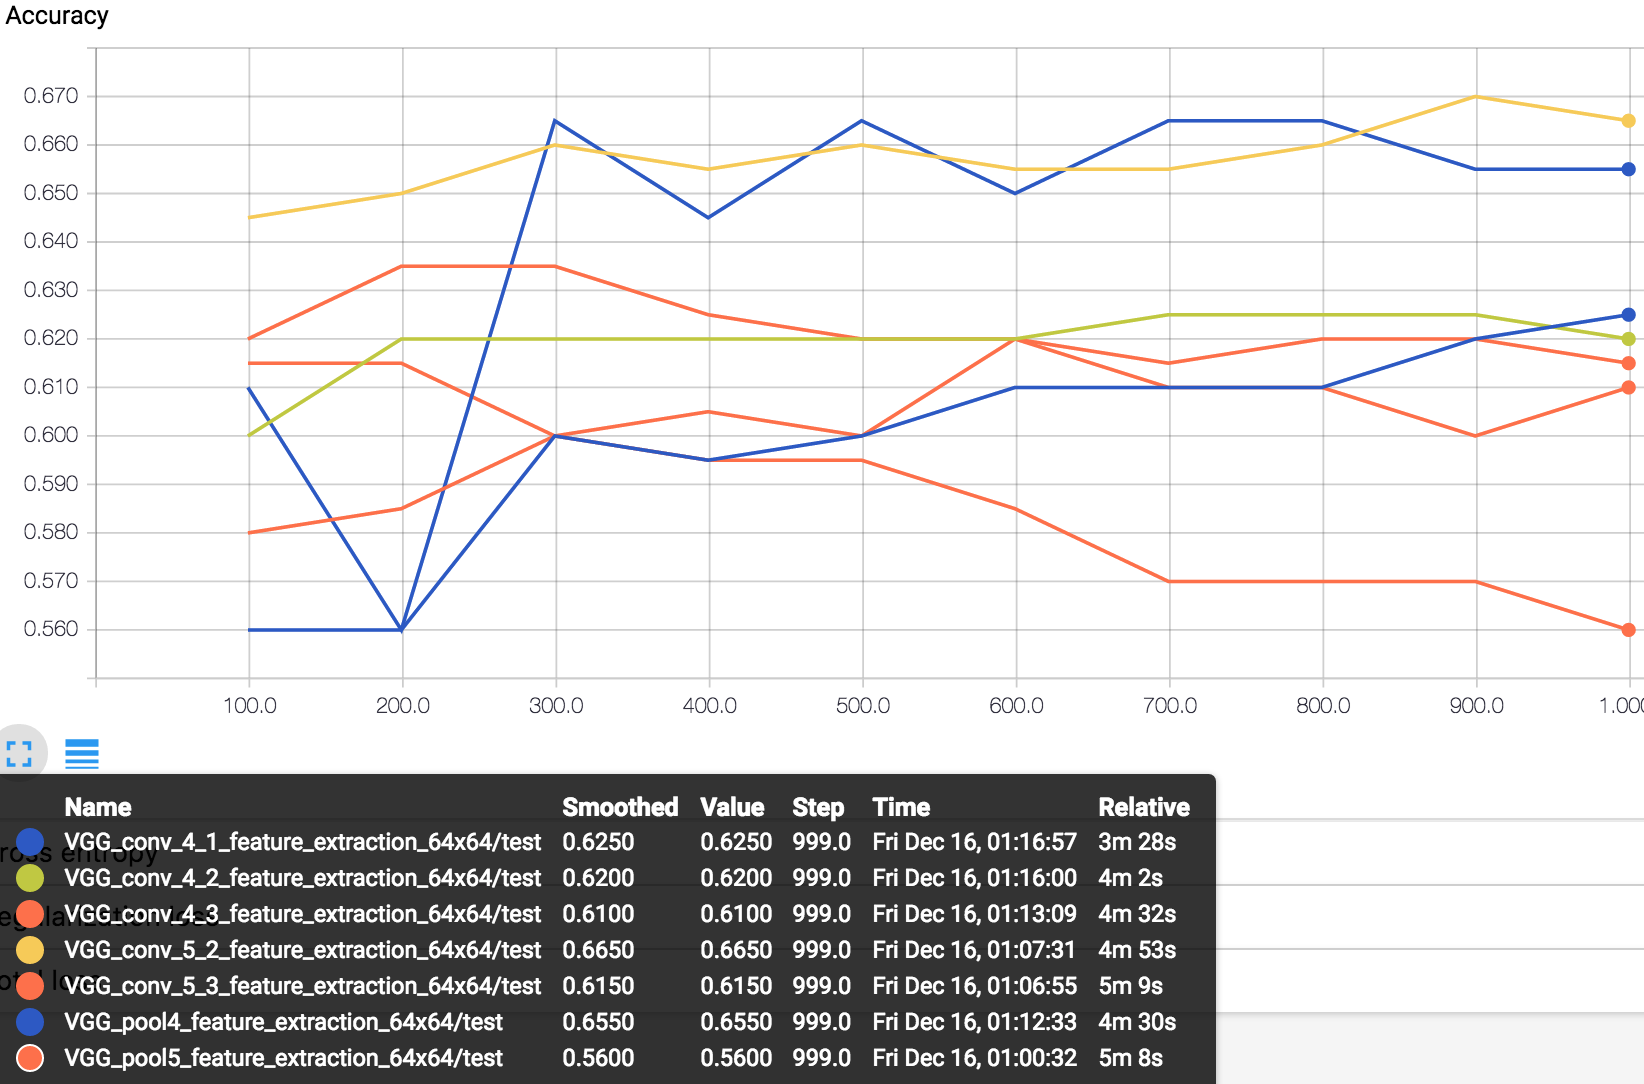 Accuracy
0.670
0.660
0.650
0.640
0.630
0.620
0.610
0.600
0.590
0.580
0.570
0.560
100.0 200.0 300.0 400.0 500.0 600.0 700.0 800.0 900.0 1.00
Name Smoothed Value Step Time Relative
VGG_conv_4_1_feature_extraction_64x64/test 0.6250 0.6250 999.0 Fri Dec 16, 01:16:57 3m 28s
ross entropy
VGG_conv_4_2_feature_extraction_64x64/test 0.6200 0.6200 999.0 Fri Dec 16, 01:16:00 4m 2s
VGG_conv_4_3_feature_extraction_64x64/test 0.6100 0.6100 999.0 Fri Dec 16, 01:13:09 4m 32s
VGG_conv_5_2_feature_extraction_64x64/test 0.6650 0.6650 999.0 Fri Dec 16, 01:07:31 4m 53s
VGG_conv_5_3_feature_extraction_64x64/test 0.6150 0.6150 999.0 Fri Dec 16, 01:06:55 5m 9s
VGG_pool4_feature_extraction_64x64/test 0.6550 0.6550 999.0 Fri Dec 16, 01:12:33 4m 30s
VGG_pool5_feature_extraction_64x64/test 0.5600 0.5600 999.0 Fri Dec 16, 01:00:32 5m 8s